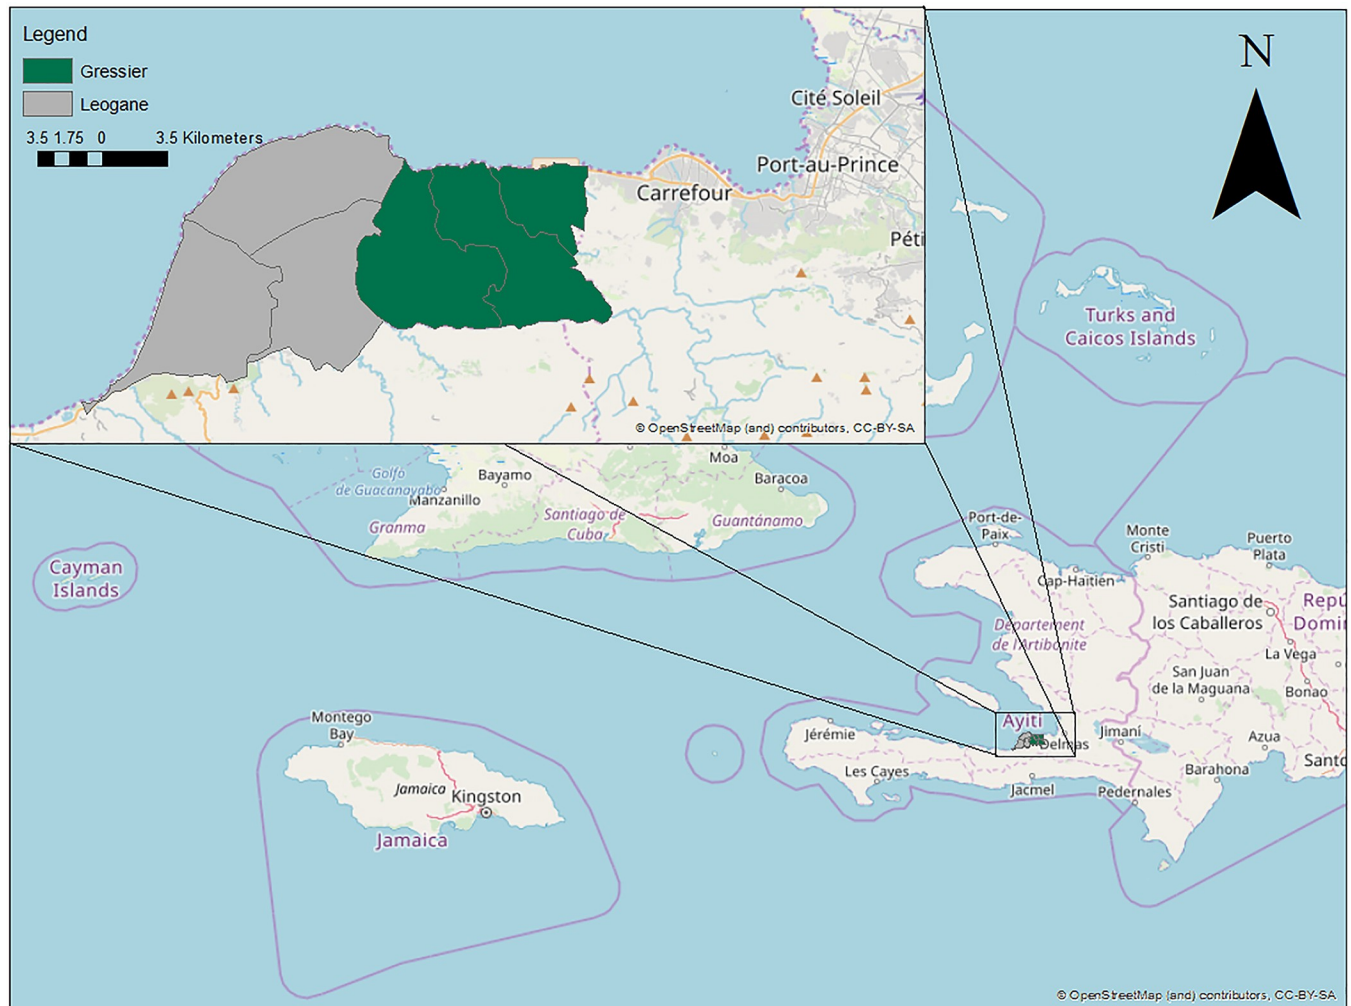 Legend
Gressier
Leogane
3.5 1.75 0 3.5 Kilometers
N
Cité Soleil
Port-au-Prince
Carrefour
Péti
© OpenStreetMap (and) contributors, CC-BY-SA
Turks and
Caicos Islands
Golfo
de Guacanayabo
Bayamo
Manzanillo
Granma
Santiago de
Cuba
Moa
Baracoa
Guantánamo
Cayman
Islands
Port-de-
Paix
Cap-Haïtien
Monte
Cristi
Puerto
Plata
Santiago de
los Caballeros
Repú
Domin
Département
de l'Artibonite
La Vega
San Juan
de la Maguana
Bonao
Montego
Bay
Jamaica
Kingston
Jamaica
Jérémie
Les Cayes
Ayiti
Delmas
Jacmel
Jimaní
Azua
Barahona
Santo
Pedernales
© OpenStreetMap (and) contributors, CC-BY-SA